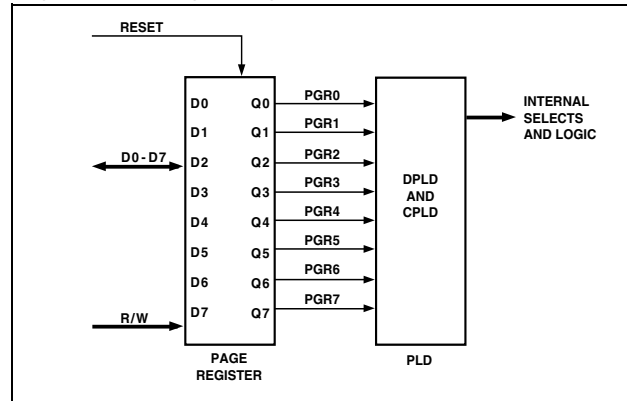 RESET
D0 - D7
R/W
D0 Q0
D1 Q1
D2 Q2
D3 Q3
D4 Q4
D5 Q5
D6 Q6
D7 Q7
PAGE
REGISTER
PGR0
PGR1
PGR2
PGR3
PGR4
PGR5
PGR6
PGR7
DPLD
AND
CPLD
PLD
INTERNAL
SELECTS
AND LOGIC